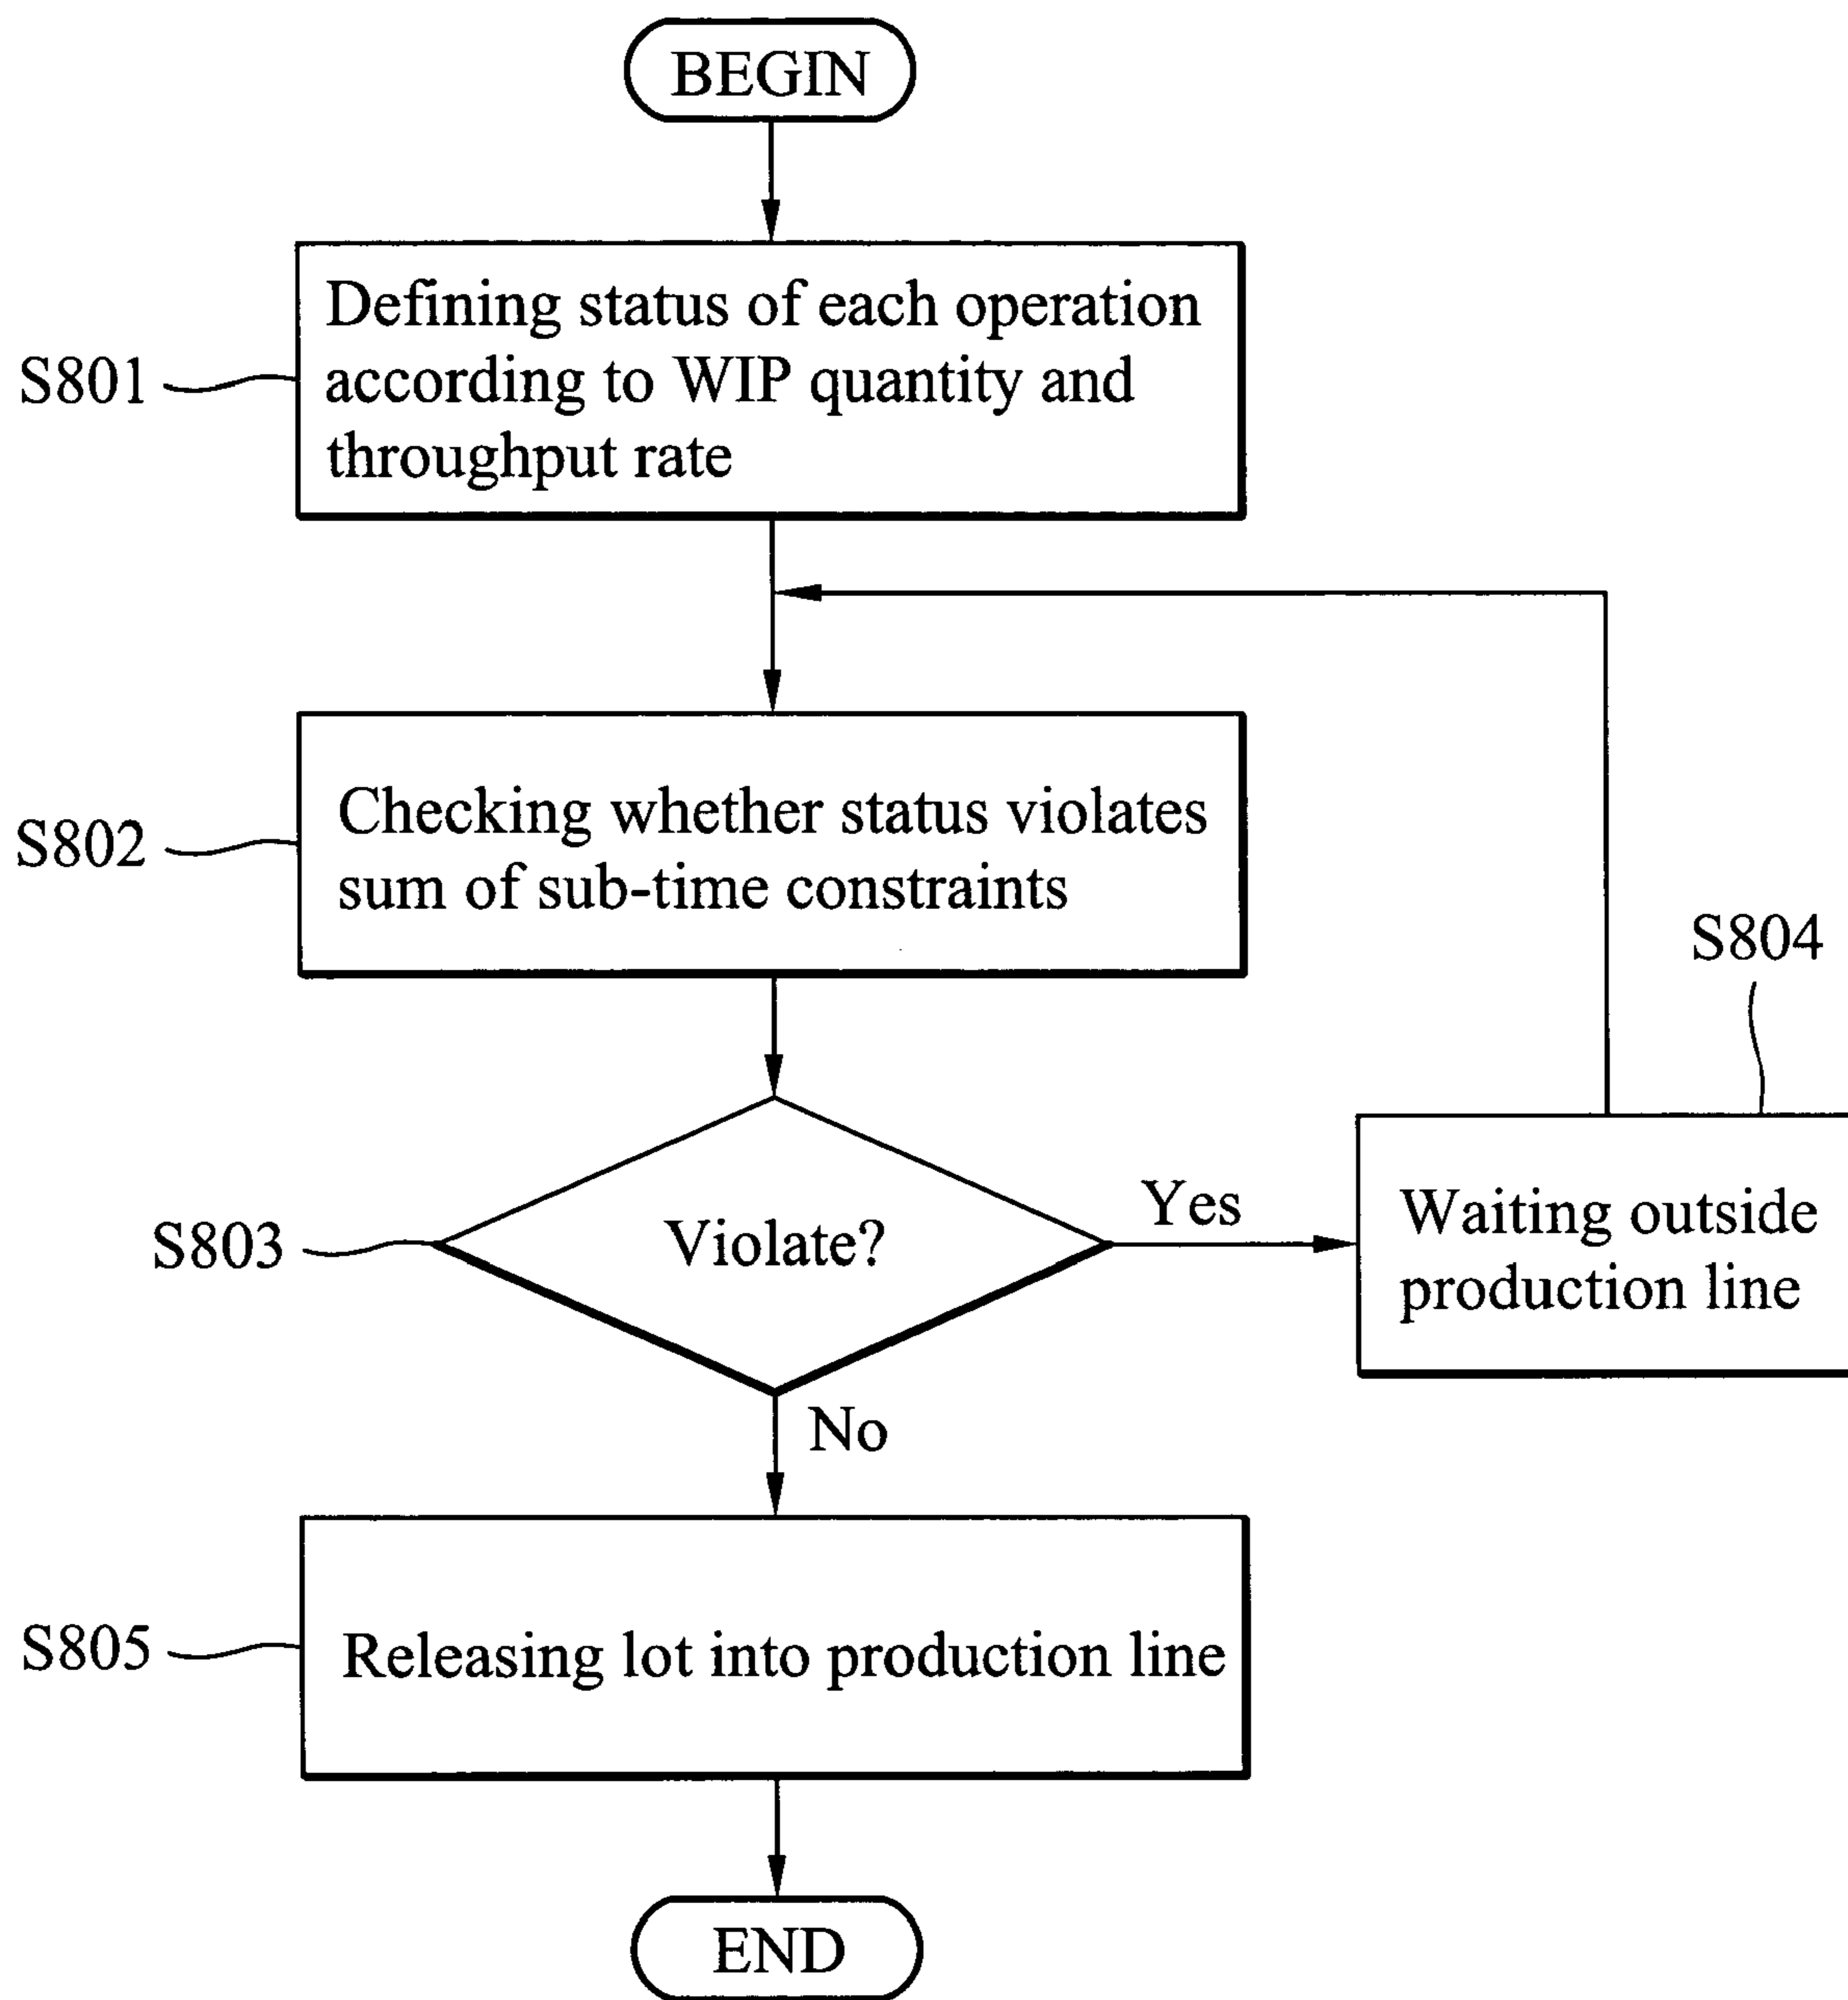 BEGIN
S801
Defining status of each operation
according to WIP quantity and
throughput rate
S802
Checking whether status violates
sum of sub-time constraints
S803
Violate?
Yes
S804
Waiting outside
production line
No
S805
Releasing lot into production line
END